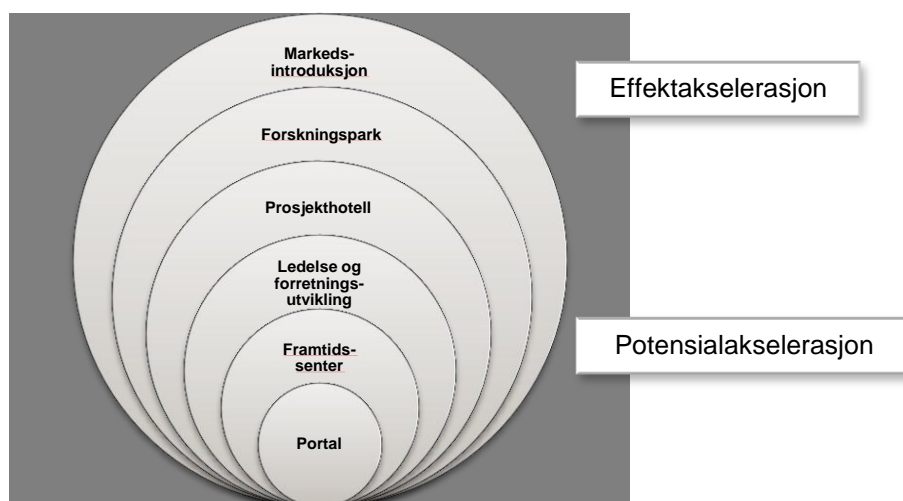 Markeds-
introduksjon
Effektakselerasjon
Forskningspark
Prosjekthotell
Ledelse og
forretnings-
utvikling
Potensialakselerasjon
Framtids-
senter
Portal